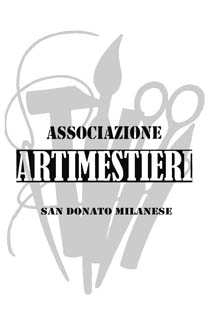 ASSOCIAZIONE
ARTIMESTIERI
SAN DONATO MILANESE